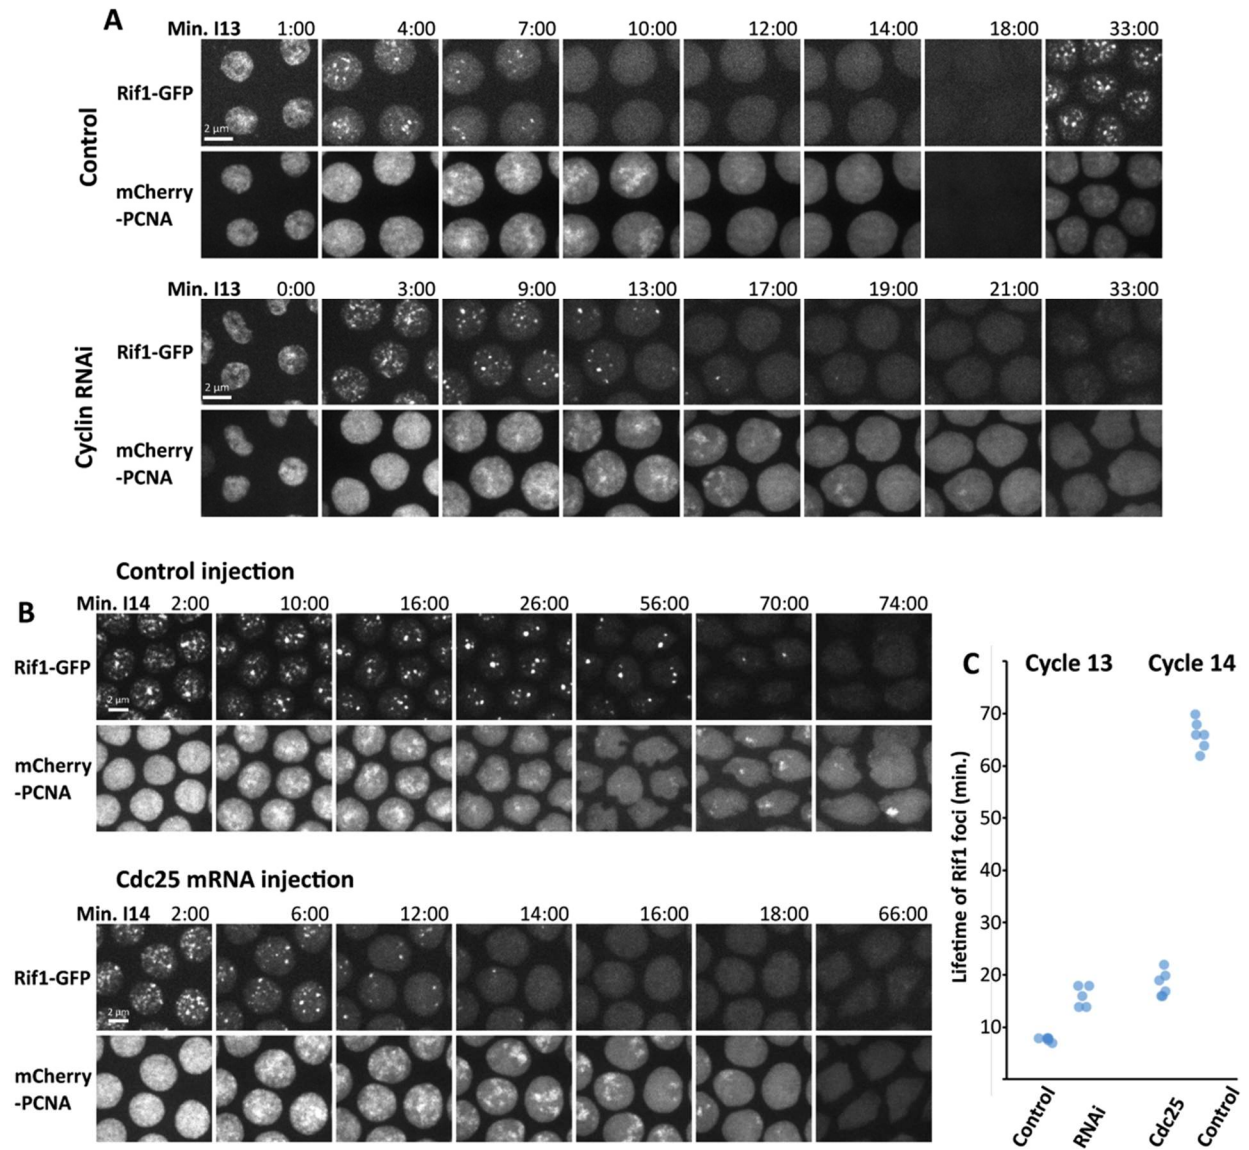 A
Min. I13 1:00 4:00 7:00 10:00 12:00 14:00 18:00 33:00
Control
Rif1-GFP
2 µm
mCherry
-PCNA
Min. I13 0:00 3:00 9:00 13:00 17:00 19:00 21:00 33:00
Cyclin RNAi
Rif1-GFP
2 µm
mCherry
-PCNA
Control injection
B
Min. I14 2:00 10:00 16:00 26:00 56:00 70:00 74:00
Rif1-GFP
2 µm
mCherry
-PCNA
Cdc25 mRNA injection
Min. I14 2:00 6:00 12:00 14:00 16:00 18:00 66:00
Rif1-GFP
2 µm
mCherry
-PCNA
C
Cycle 13 Cycle 14
Lifetime of Rif1 foci (min.)
70
60
50
40
30
20
10
Control RNAi Cdc25 Control